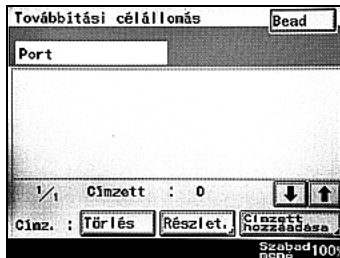 Továbbítási célállomás
Bead
Port
1/1 Címzett : 0
Címz. : Törlés Részlet. Címzett hozzáadása
Szabad 100%